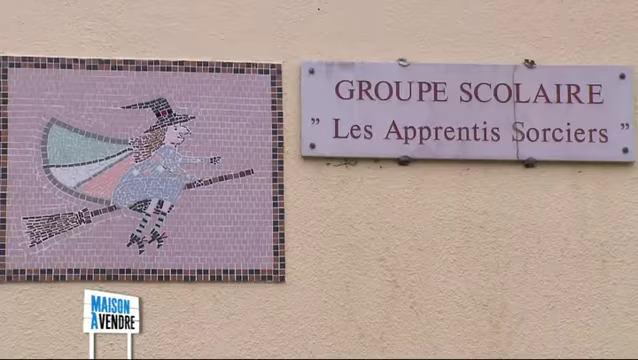 GROUPE SCOLAIRE
" Les Apprentis Sorciers "
MAISON
À VENDRE